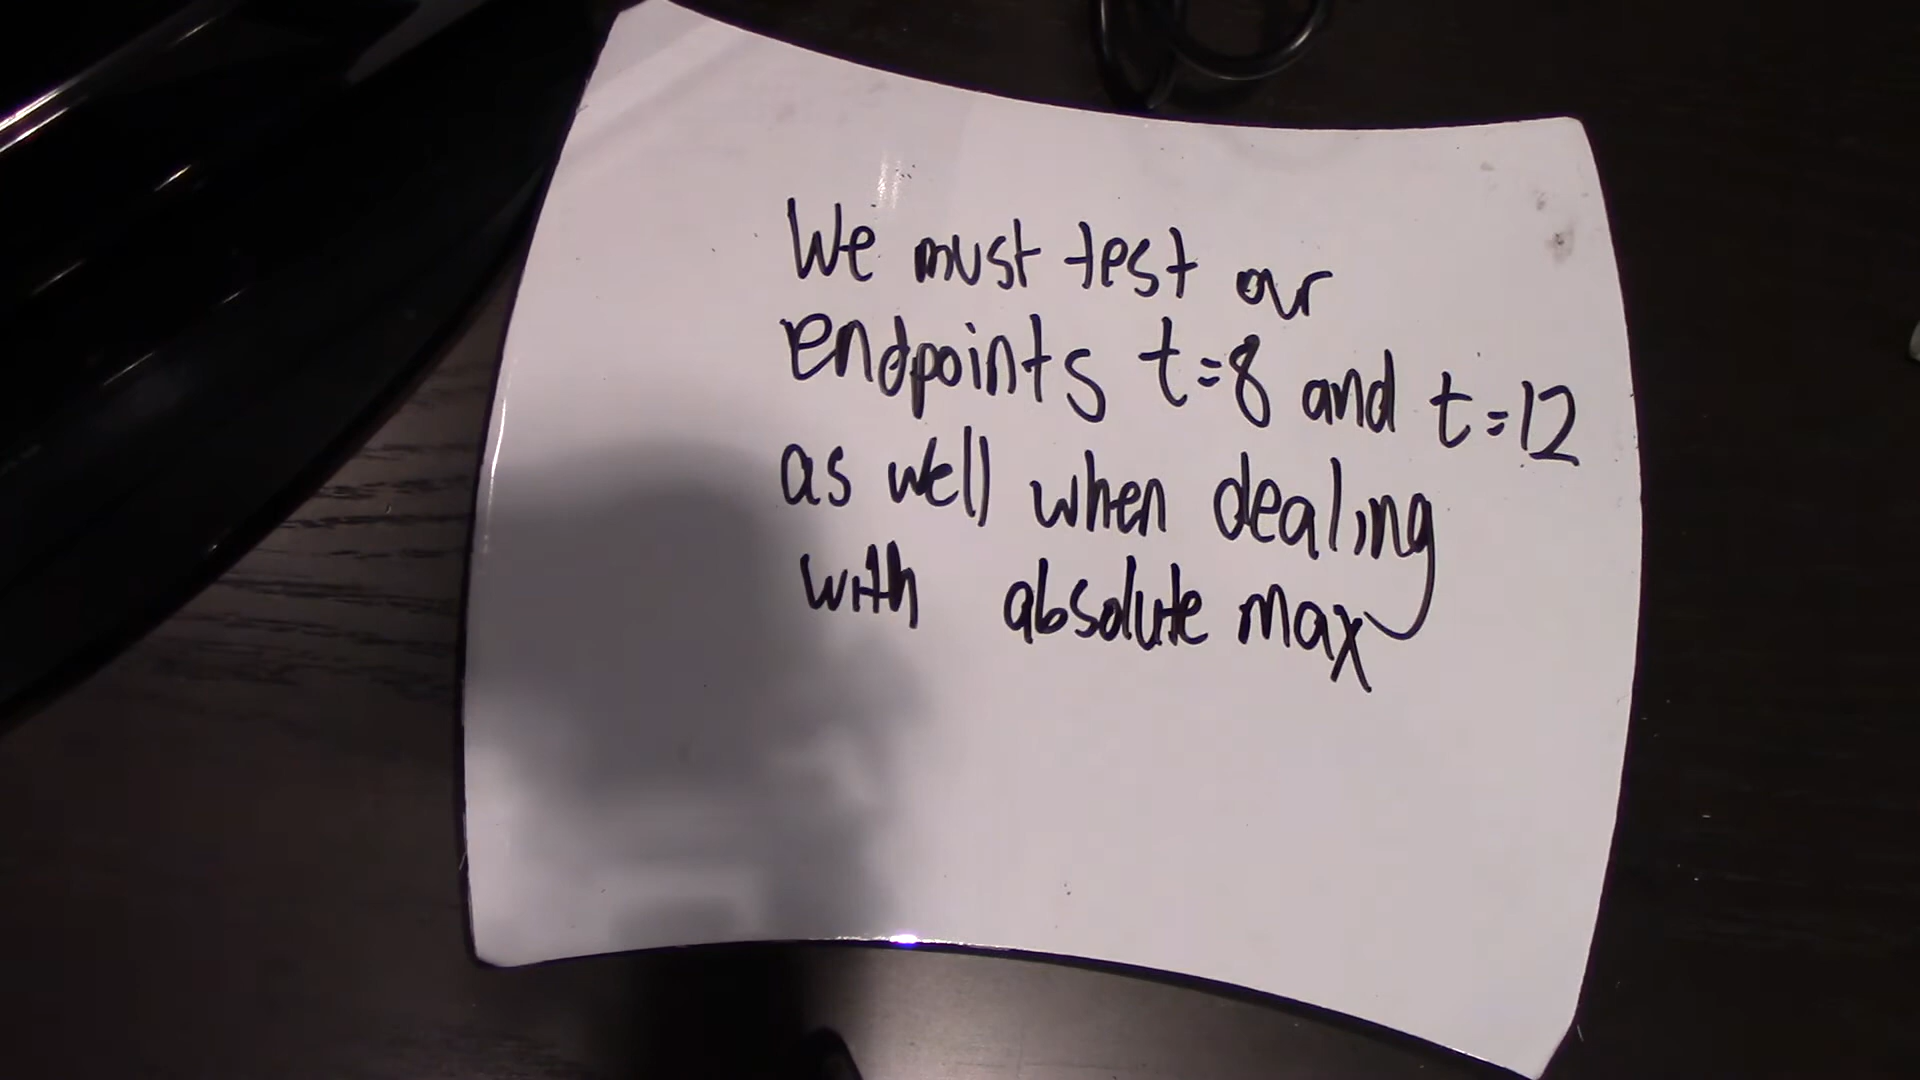 We must test our
endpoints t=8 and t=12
as well when dealing
with absolute max